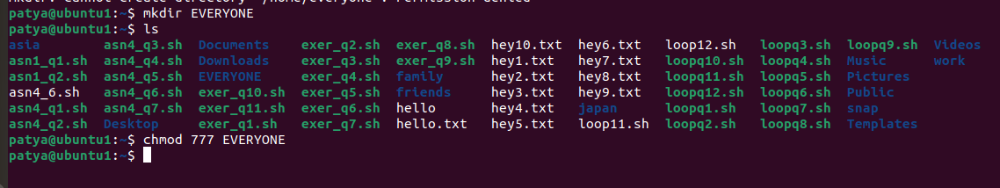 mkdir: cannot create directory '/home/everyone': Permission denied
patya@ubuntu1:~$ mkdir EVERYONE
patya@ubuntu1:~$ ls
asia asn4_q3.sh Documents exer_q2.sh exer_q8.sh hey10.txt hey6.txt loop12.sh loopq3.sh loopq9.sh Videos
asn1_q1.sh asn4_q4.sh Downloads exer_q3.sh exer_q9.sh hey1.txt hey7.txt loopq10.sh loopq4.sh Music work
asn1_q2.sh asn4_q5.sh EVERYONE exer_q4.sh family hey2.txt hey8.txt loopq11.sh loopq5.sh Pictures
asn4_6.sh asn4_q6.sh exer_q10.sh exer_q5.sh friends hey3.txt hey9.txt loopq12.sh loopq6.sh Public
asn4_q1.sh asn4_q7.sh exer_q11.sh exer_q6.sh hello hey4.txt japan loopq1.sh loopq7.sh snap
asn4_q2.sh Desktop exer_q1.sh exer_q7.sh hello.txt hey5.txt loop11.sh loopq2.sh loopq8.sh Templates
patya@ubuntu1:~$ chmod 777 EVERYONE
patya@ubuntu1:~$